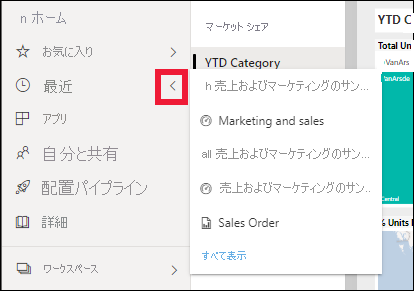 n ホーム
お気に入り
最近
アプリ
自分と共有
配置パイプライン
詳細
ワークスペース
マーケット シェア
YTD Category
h 売上およびマーケティングのサン...
Marketing and sales
all 売上およびマーケティングのサン...
売上およびマーケティングのサン...
Sales Order
すべて表示
YTD C
Total Un
VanArs
VanArsde
Central
% Units